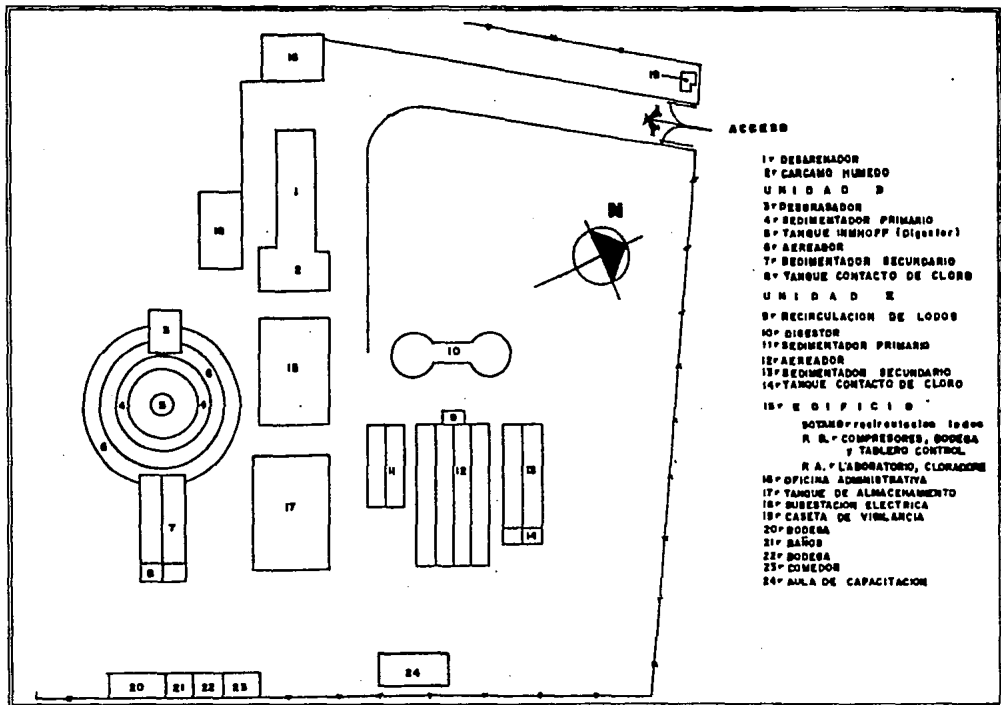 16
19
ACCESO
N
1
18
2
3
15
10
6
4 5 4
6
9
11
12
13
7
17
14
8
24
20 21 22 23
1= DESARENADOR
2= CARCAMO HUMEDO
UNIDAD
3= DESGRASADOR
4= SEDIMENTADOR PRIMARIO
5= TANQUE INMHOFF (Digestor)
6= AEREADOR
7= SEDIMENTADOR SECUNDARIO
8= TANQUE CONTACTO DE CLORO
UNIDAD
9= RECIRCULACION DE LODOS
10= DIGESTOR
11= SEDIMENTADOR PRIMARIO
12= AEREADOR
13= SEDIMENTADOR SECUNDARIO
14= TANQUE CONTACTO DE CLORO
15= EDIFICIO
SOTANO= recirculacion lodos
P. B. = COMPRESORES, BODEGA
y TABLERO CONTROL
P. A. = LABORATORIO, CLORADORES
16= OFICINA ADMINISTRATIVA
17= TANQUE DE ALMACENAMIENTO
18= SUBESTACION ELECTRICA
19= CASETA DE VIGILANCIA
20= BODEGA
21= BAÑOS
22= BODEGA
23= COMEDOR
24= AULA DE CAPACITACION